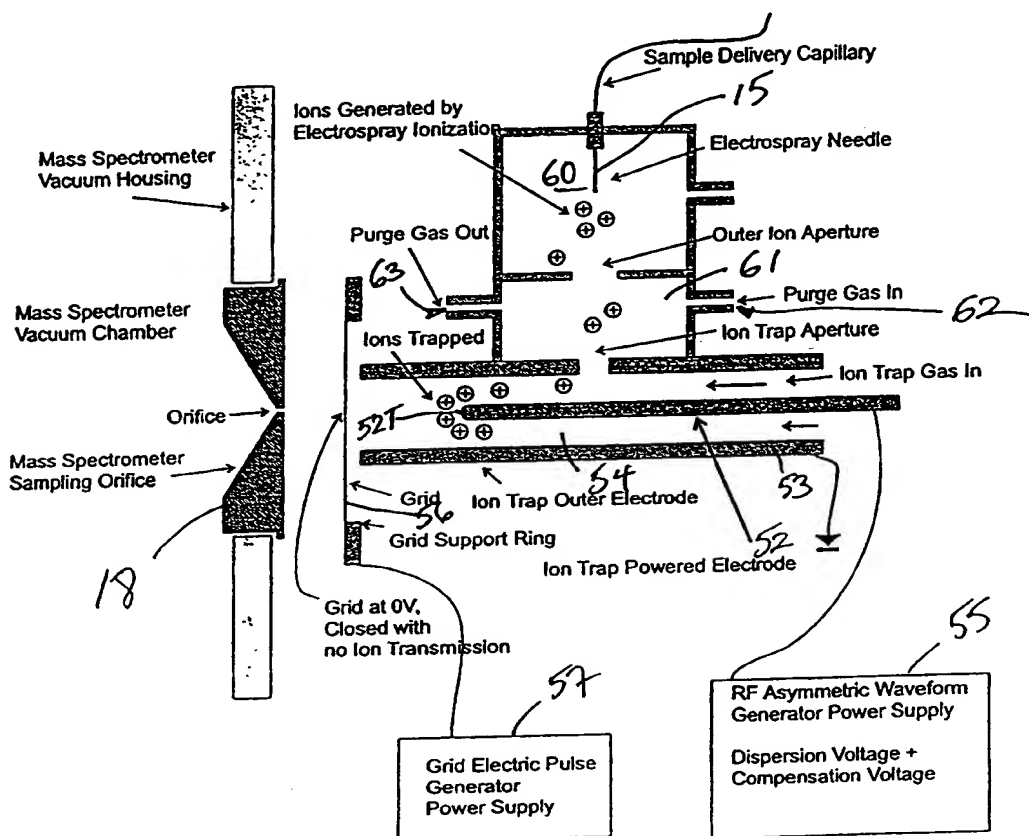 Sample Delivery Capillary
15
Ions Generated by
Electrospray Ionization
Electrospray Needle
Mass Spectrometer
Vacuum Housing
60
Purge Gas Out
Outer Ion Aperture
63
61
Purge Gas In
62
Mass Spectrometer
Vacuum Chamber
Ions Trapped
Ion Trap Aperture
Ion Trap Gas In
Orifice
52T
Mass Spectrometer
Sampling Orifice
54
53
Grid
Ion Trap Outer Electrode
56
Grid Support Ring
52
Ion Trap Powered Electrode
18
Grid at 0V,
Closed with
no Ion Transmission
57
55
Grid Electric Pulse
Generator
Power Supply
RF Asymmetric Waveform
Generator Power Supply
Dispersion Voltage +
Compensation Voltage